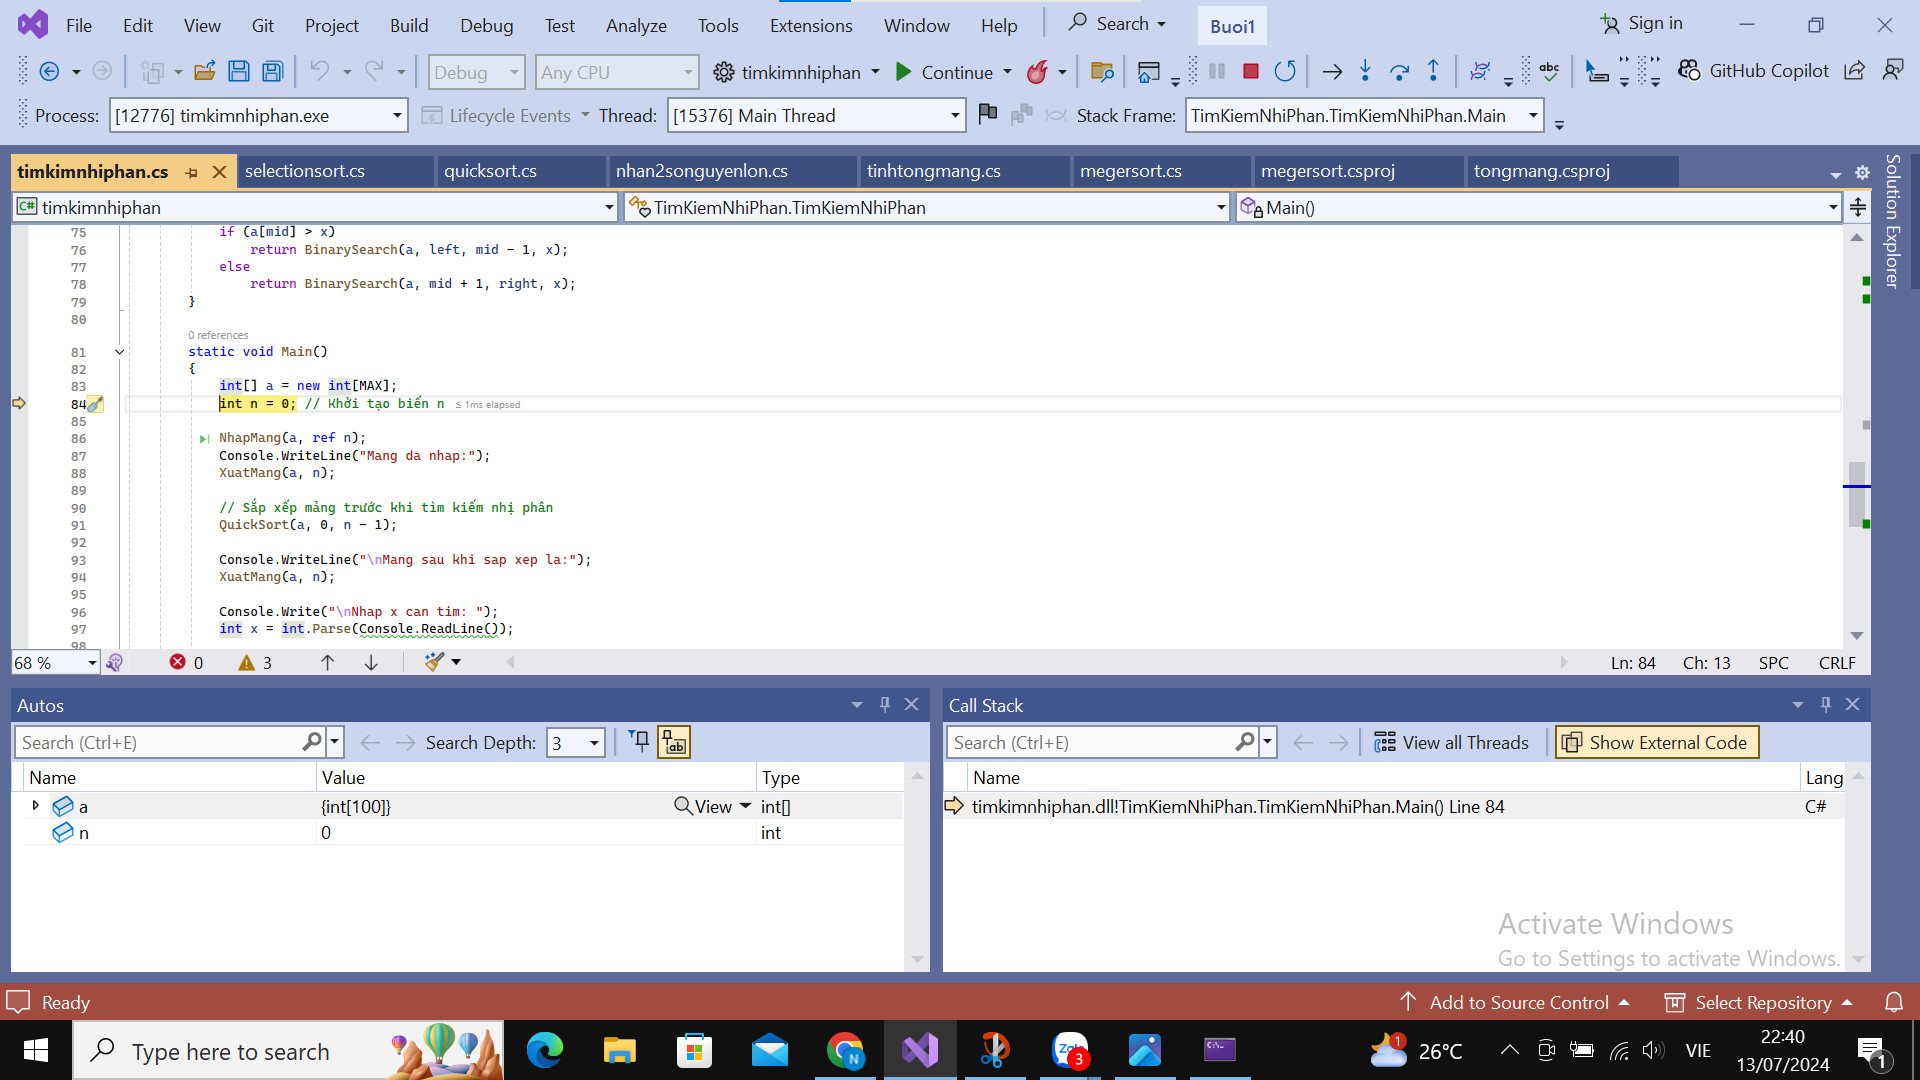 File Edit View Git Project Build Debug Test Analyze Tools Extensions Window Help Search Buoi1 Sign in
Debug Any CPU timkimnhiphan Continue abc GitHub Copilot
Process: [12776] timkimnhiphan.exe Lifecycle Events Thread: [15376] Main Thread Stack Frame: TimKiemNhiPhan.TimKiemNhiPhan.Main
timkimnhiphan.cs selectionsort.cs quicksort.cs nhan2songuyenlon.cs tinhtongmang.cs megersort.cs megersort.csproj tongmang.csproj
Solution Explorer
C# timkimnhiphan TimKiemNhiPhan.TimKiemNhiPhan Main()
75 if (a[mid] > x)
76 return BinarySearch(a, left, mid - 1, x);
77 else
78 return BinarySearch(a, mid + 1, right, x);
79 }
80
0 references
81 static void Main()
82 {
83 int[] a = new int[MAX];
84 int n = 0; // Khởi tạo biến n ≤ 1ms elapsed
85
86 NhapMang(a, ref n);
87 Console.WriteLine("Mang da nhap:");
88 XuatMang(a, n);
89
90 // Sắp xếp mảng trước khi tìm kiếm nhị phân
91 QuickSort(a, 0, n - 1);
92
93 Console.WriteLine("\nMang sau khi sap xep la:");
94 XuatMang(a, n);
95
96 Console.Write("\nNhap x can tim: ");
97 int x = int.Parse(Console.ReadLine());
98
68 % 0 3 Ln: 84 Ch: 13 SPC CRLF
Autos
Search (Ctrl+E) Search Depth: 3
Name Value Type
a {int[100]} View int[]
n 0 int
Call Stack
Search (Ctrl+E) View all Threads Show External Code
Name Lang
timkimnhiphan.dll!TimKiemNhiPhan.TimKiemNhiPhan.Main() Line 84 C#
Activate Windows
Go to Settings to activate Windows.
Ready Add to Source Control Select Repository
Type here to search N Zalo 3 C:\ 1 26°C VIE 22:40
13/07/2024 1